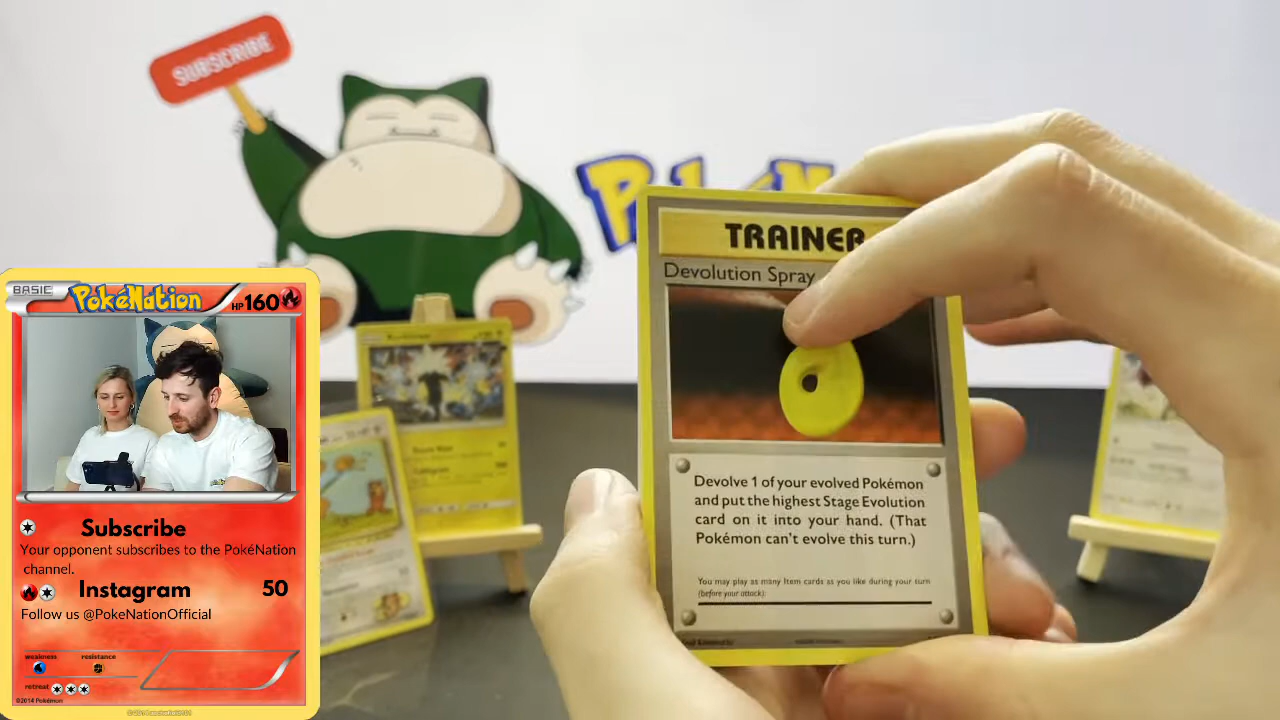 SUBSCRIBE
TRAINER
Devolution Spray
Devolve 1 of your evolved Pokémon
and put the highest Stage Evolution
card on it into your hand. (That
Pokémon can't evolve this turn.)
You may play as many Item cards as you like during your turn
(before your attack).
BASIC PokéNation HP 160
Subscribe
Your opponent subscribes to the PokéNation
channel.
Instagram 50
Follow us @PokeNationOfficial
weakness resistance
retreat
©2014 Pokémon